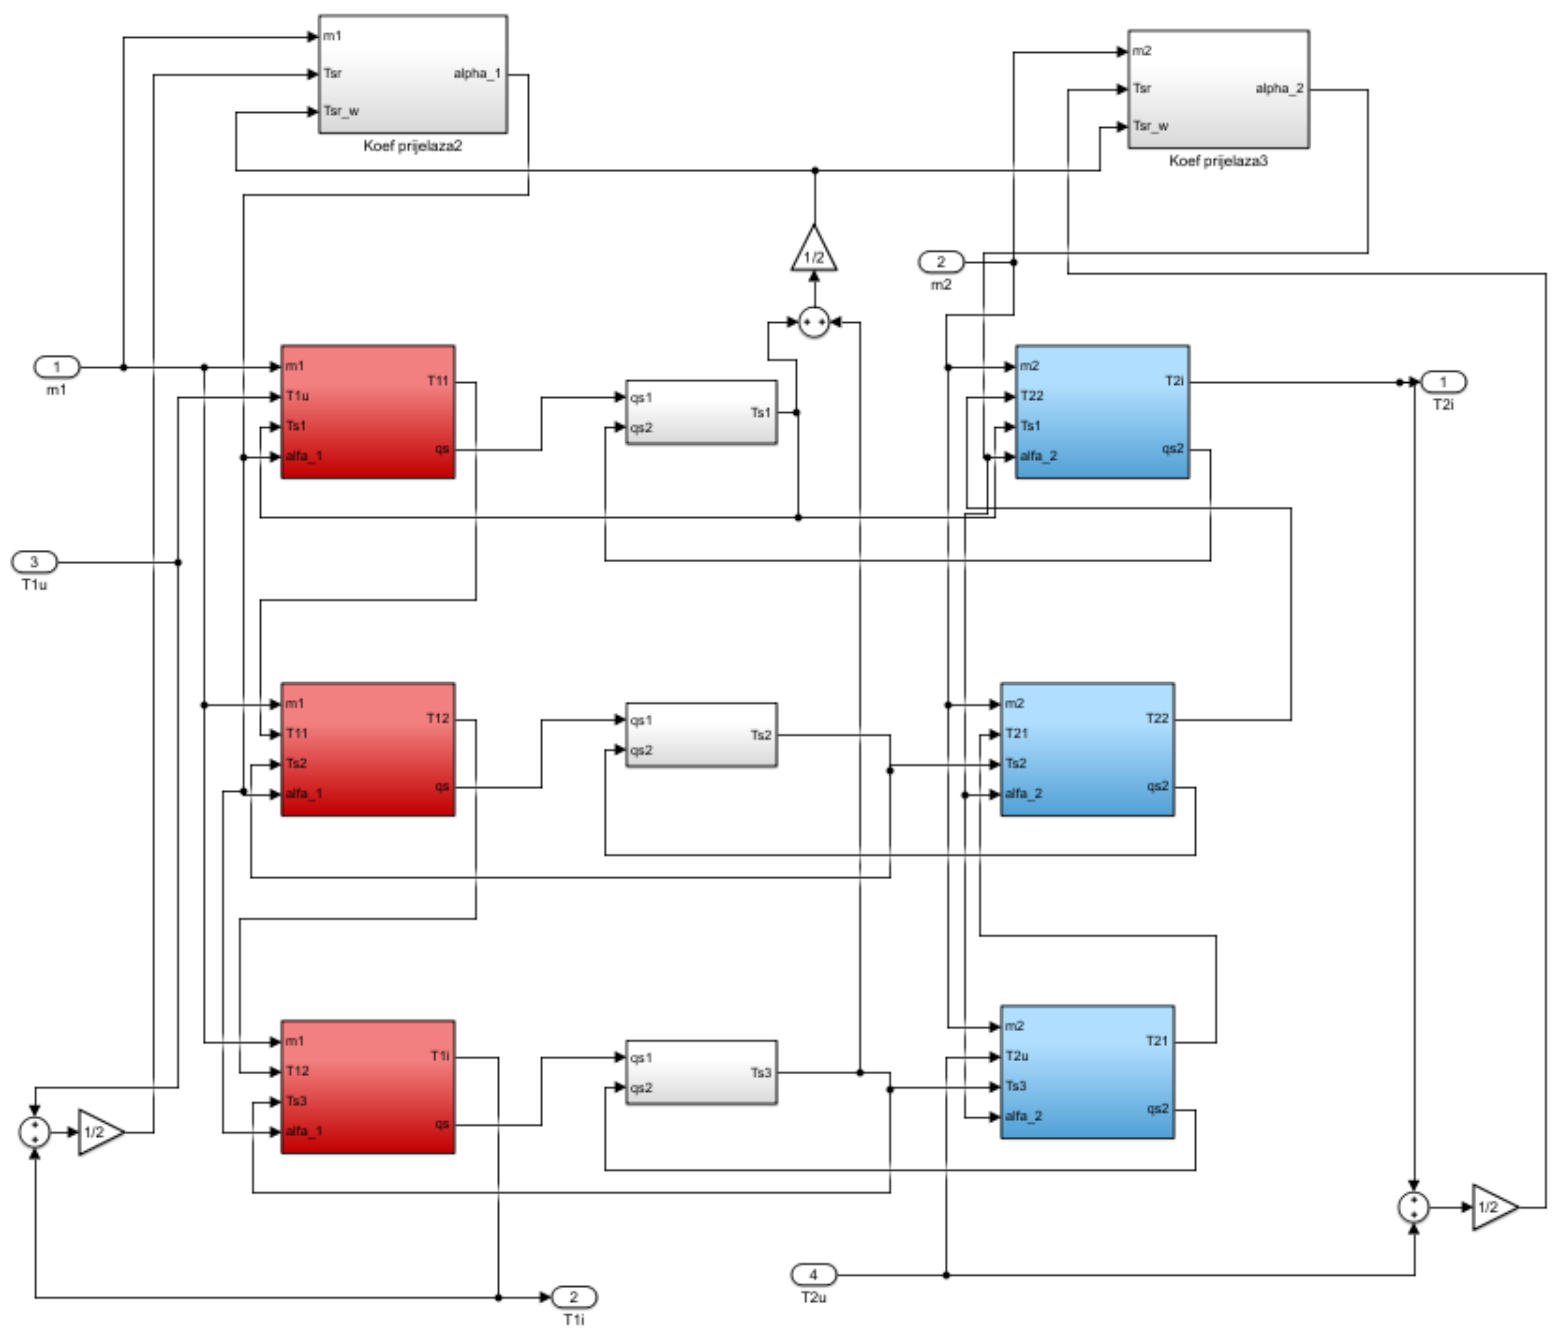 m1
Tsr
Tsr_w
alpha_1
Koef prijelaza2
m2
Tsr
Tsr_w
alpha_2
Koef prijelaza3
1/2
2
m2
+ +
1
m1
m1
T1u
Ts1
alfa_1
T11
qs
qs1
qs2
Ts1
m2
T22
Ts1
alfa_2
T2i
qs2
1
T2i
3
T1u
m1
T11
Ts2
alfa_1
T12
qs
qs1
qs2
Ts2
m2
T21
Ts2
alfa_2
T22
qs2
m1
T12
Ts3
alfa_1
T1i
qs
qs1
qs2
Ts3
m2
T2u
Ts3
alfa_2
T21
qs2
+
+
1/2
+
+
1/2
4
T2u
2
T1i